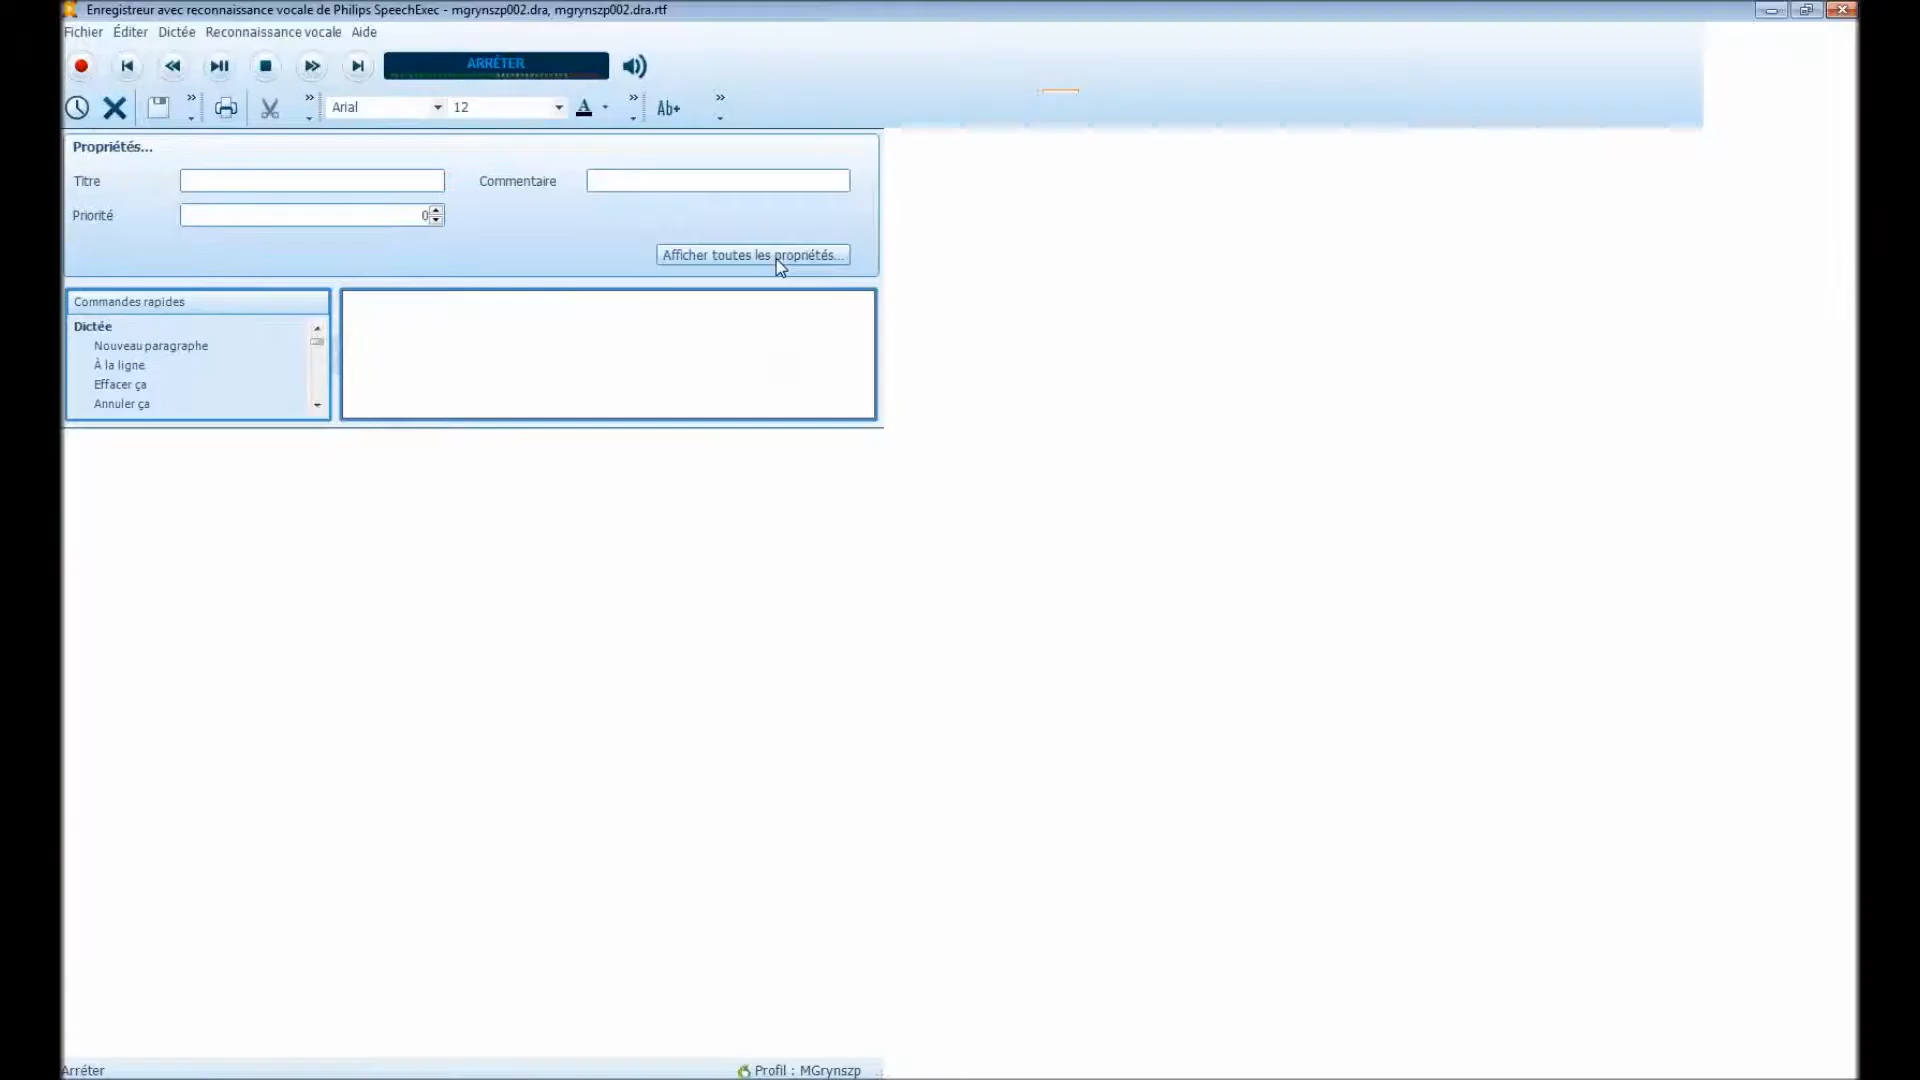 Enregistreur avec reconnaissance vocale de Philips SpeechExec - mgrynszp002.dra, mgrynszp002.dra.rtf
Fichier Éditer Dictée Reconnaissance vocale Aide
ARRÊTER
Arial 12 A Ab+
Propriétés...
Titre Commentaire
Priorité 0
Afficher toutes les propriétés...
Commandes rapides
Dictée
Nouveau paragraphe
À la ligne
Effacer ça
Annuler ça
Arrêter Profil : MGrynszp